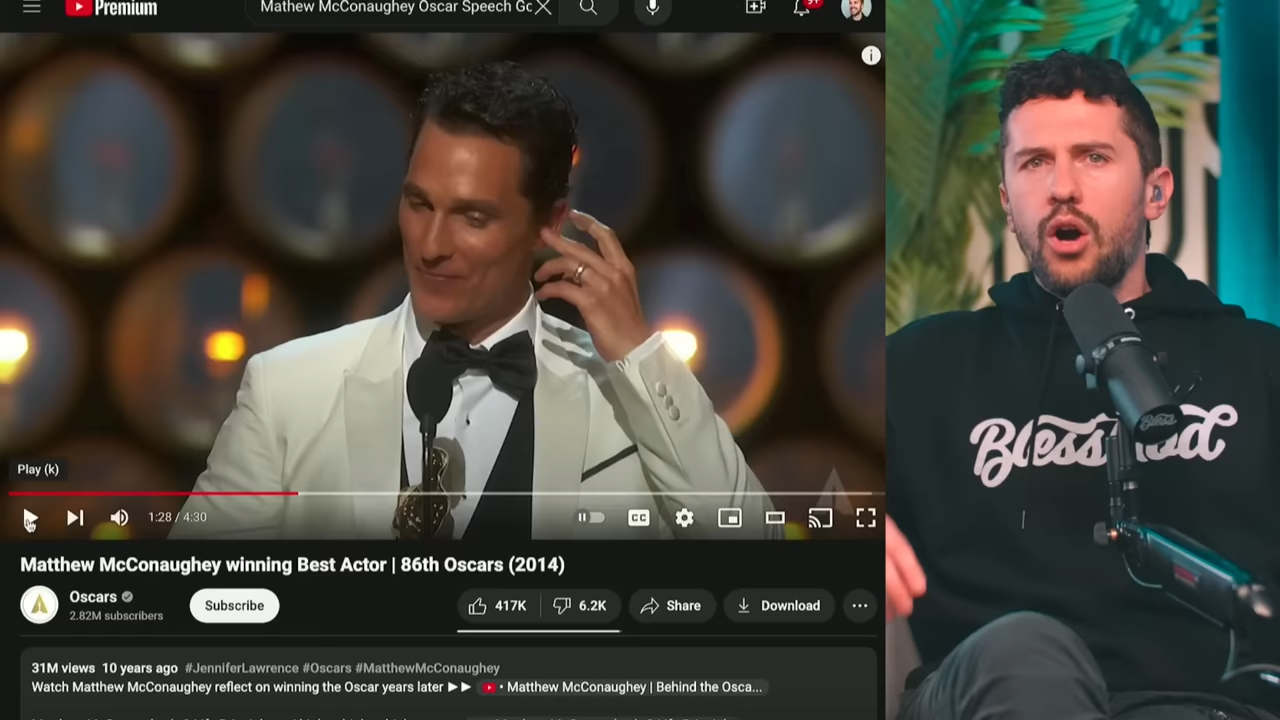 Premium
Mathew McConaughey Oscar Speech Gc
9+
Play (k)
1:28 / 4:30
CC
Matthew McConaughey winning Best Actor | 86th Oscars (2014)
Oscars
2.82M subscribers
Subscribe
417K
6.2K
Share
Download
31M views 10 years ago #JenniferLawrence #Oscars #MatthewMcConaughey
Watch Matthew McConaughey reflect on winning the Oscar years later ►► • Matthew McConaughey | Behind the Osca...